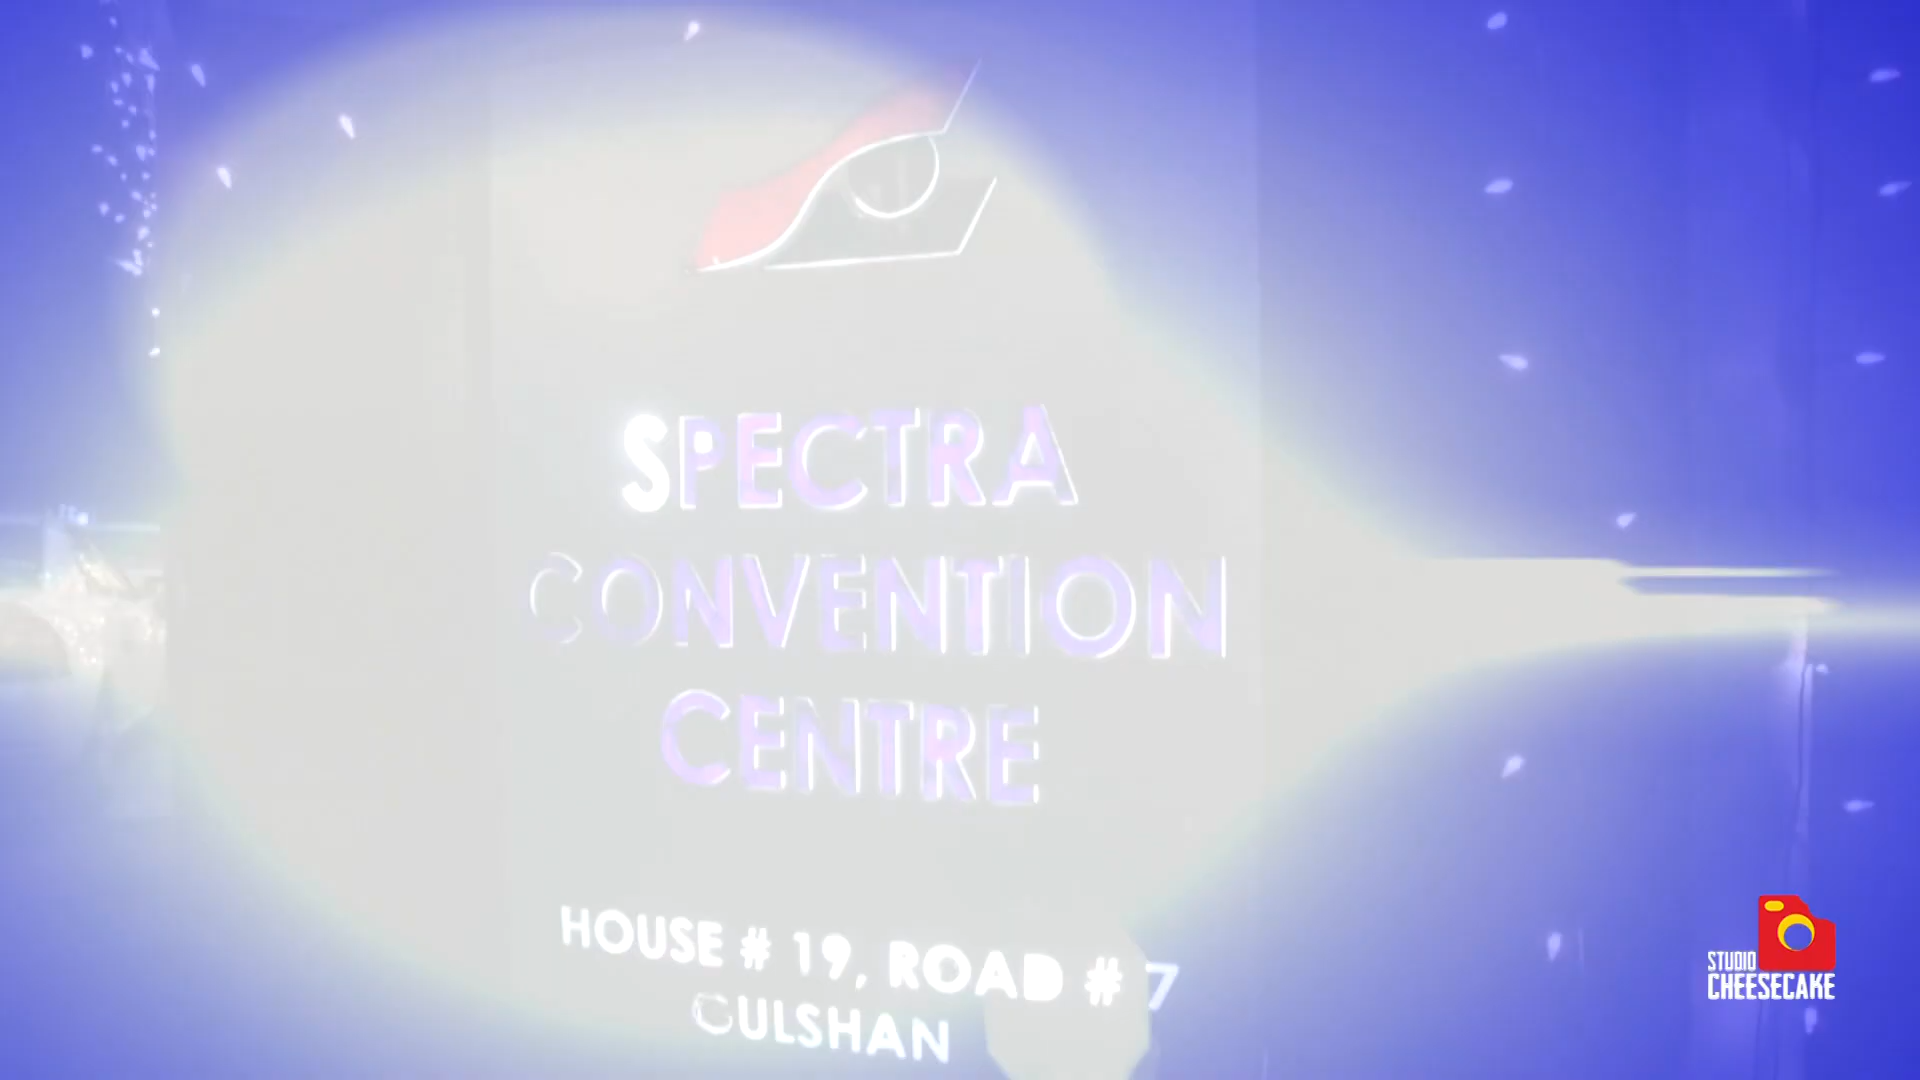 SPECTRA
CONVENTION
CENTRE
HOUSE # 19, ROAD # 7
GULSHAN
STUDIO
CHEESECAKE